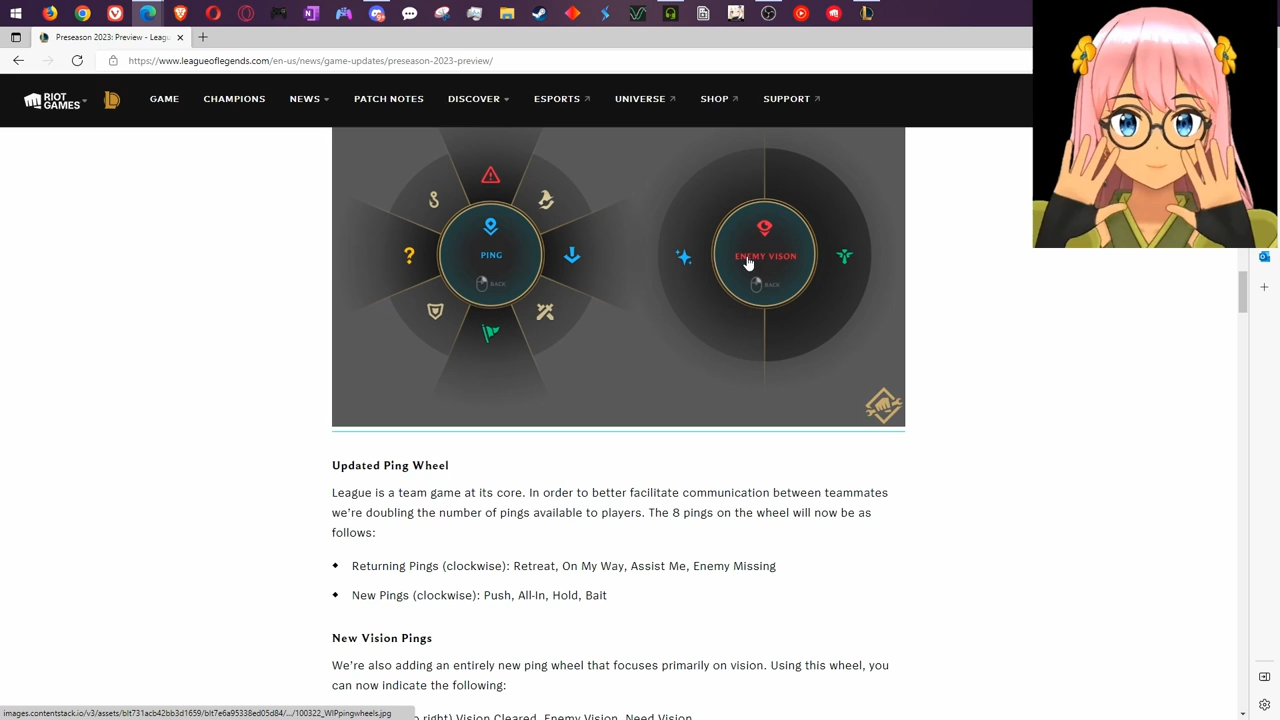 Preseason 2023: Preview - Leagu
https://www.leagueoflegends.com/en-us/news/game-updates/preseason-2023-preview/
RIOT
GAMES
GAME
CHAMPIONS
NEWS
PATCH NOTES
DISCOVER
ESPORTS
UNIVERSE
SHOP
SUPPORT
?
PING
BACK
ENEMY VISON
BACK
Updated Ping Wheel
League is a team game at its core. In order to better facilitate communication between teammates
we're doubling the number of pings available to players. The 8 pings on the wheel will now be as
follows:
Returning Pings (clockwise): Retreat, On My Way, Assist Me, Enemy Missing
New Pings (clockwise): Push, All-In, Hold, Bait
New Vision Pings
We're also adding an entirely new ping wheel that focuses primarily on vision. Using this wheel, you
can now indicate the following:
right) Vision Cleared, Enemy Vision, Need Vision
images.contentstack.io/v3/assets/blt731acb42bb3d1659/blt7e6a95338ed05d84/.../100322_WIPpingwheels.jpg